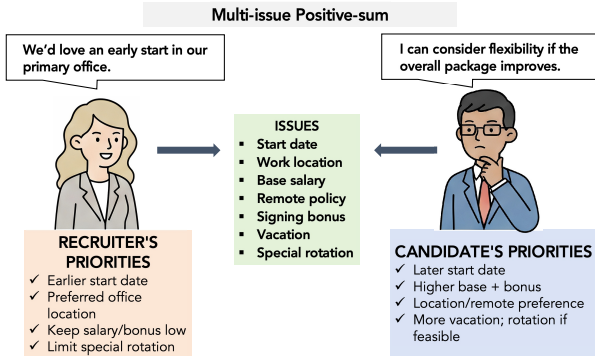 Multi-issue Positive-sum
We'd love an early start in our
primary office.
I can consider flexibility if the
overall package improves.
ISSUES
▪ Start date
▪ Work location
▪ Base salary
▪ Remote policy
▪ Signing bonus
▪ Vacation
▪ Special rotation
RECRUITER'S
PRIORITIES
✓ Earlier start date
✓ Preferred office
location
✓ Keep salary/bonus low
✓ Limit special rotation
CANDIDATE'S PRIORITIES
✓ Later start date
✓ Higher base + bonus
✓ Location/remote preference
✓ More vacation; rotation if
feasible